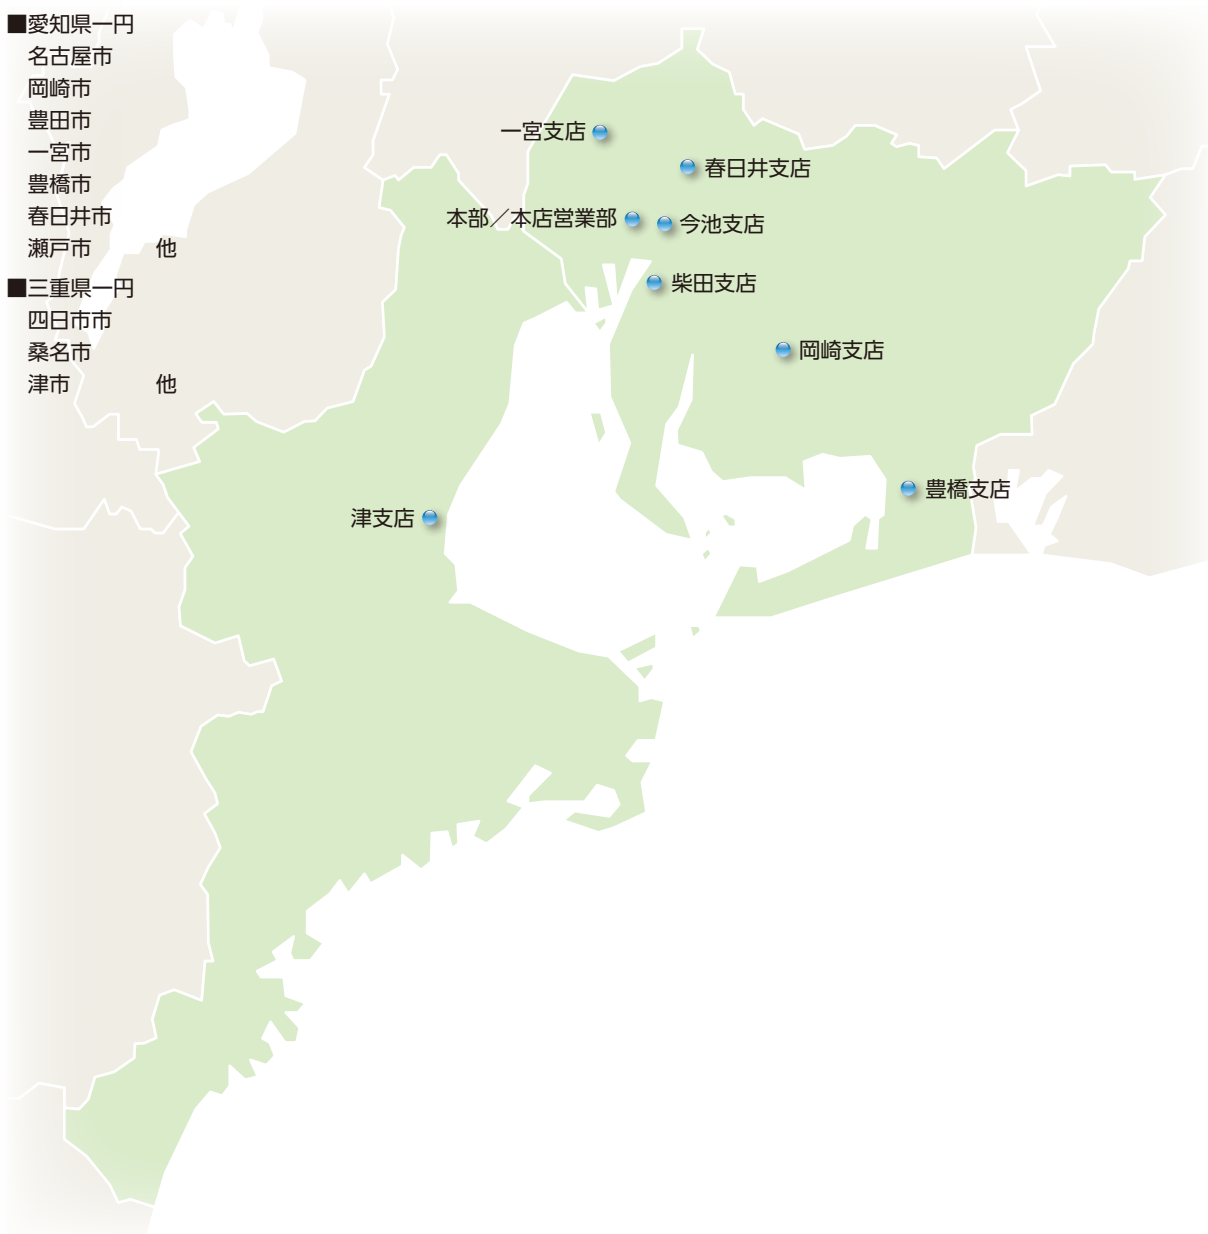 ■愛知県一円
名古屋市
岡崎市
豊田市
一宮市
豊橋市
春日井市
瀬戸市 他
■三重県一円
四日市市
桑名市
津市 他
一宮支店
春日井支店
本部／本店営業部
今池支店
柴田支店
岡崎支店
豊橋支店
津支店